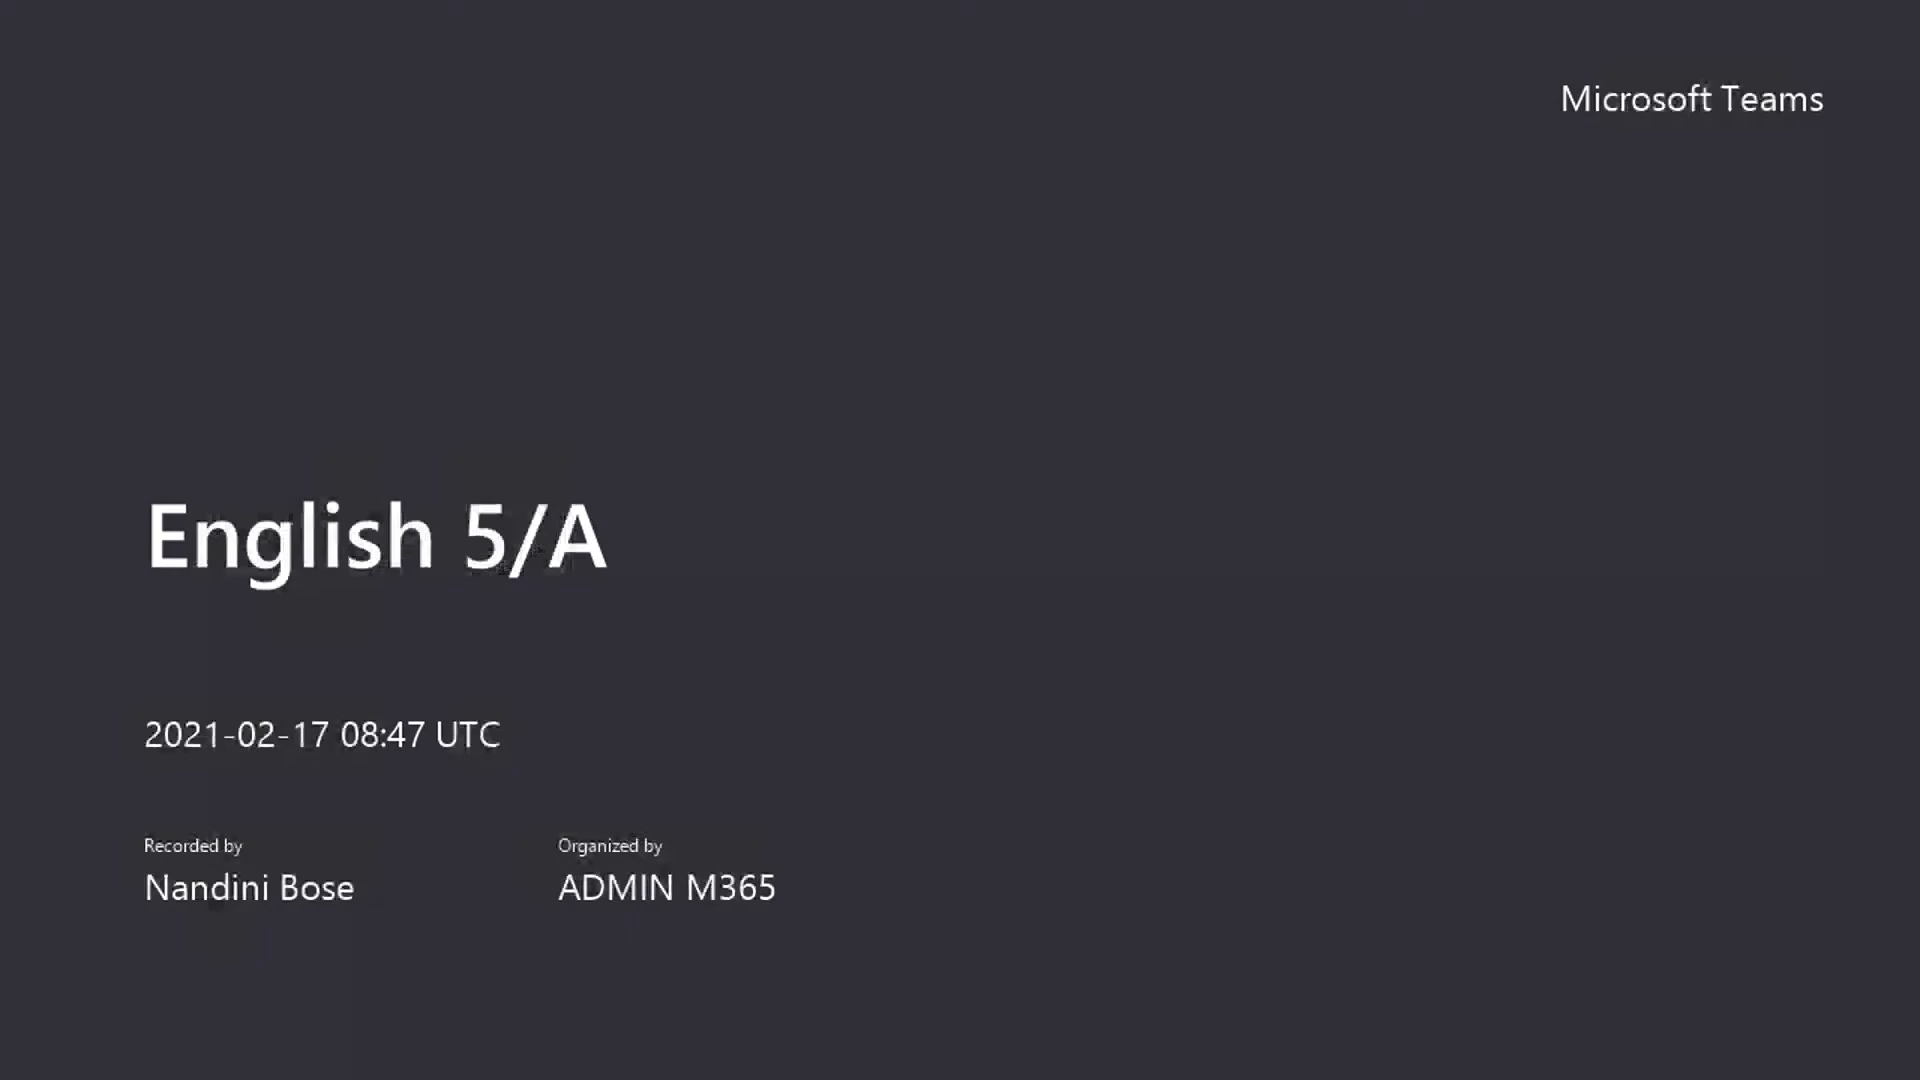 Microsoft Teams
English 5/A
2021-02-17 08:47 UTC
Recorded by
Nandini Bose
Organized by
ADMIN M365